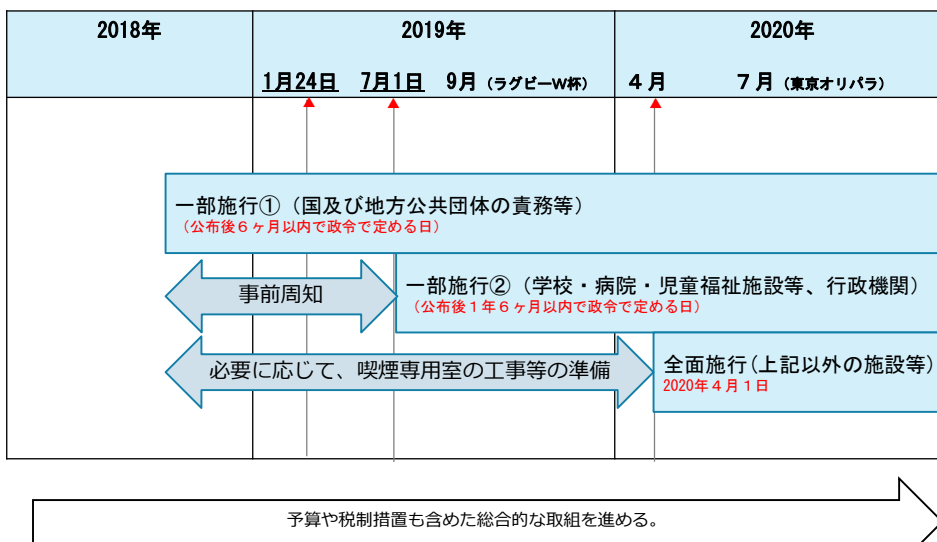 2018年
2019年
2020年
1月24日 7月1日 9月（ラグビーW杯）
４月 ７月（東京オリパラ）
一部施行①（国及び地方公共団体の責務等）
（公布後６ヶ月以内で政令で定める日）
事前周知
一部施行②（学校・病院・児童福祉施設等、行政機関）
（公布後１年６ヶ月以内で政令で定める日）
必要に応じて、喫煙専用室の工事等の準備
全面施行(上記以外の施設等)
2020年４月１日
予算や税制措置も含めた総合的な取組を進める。